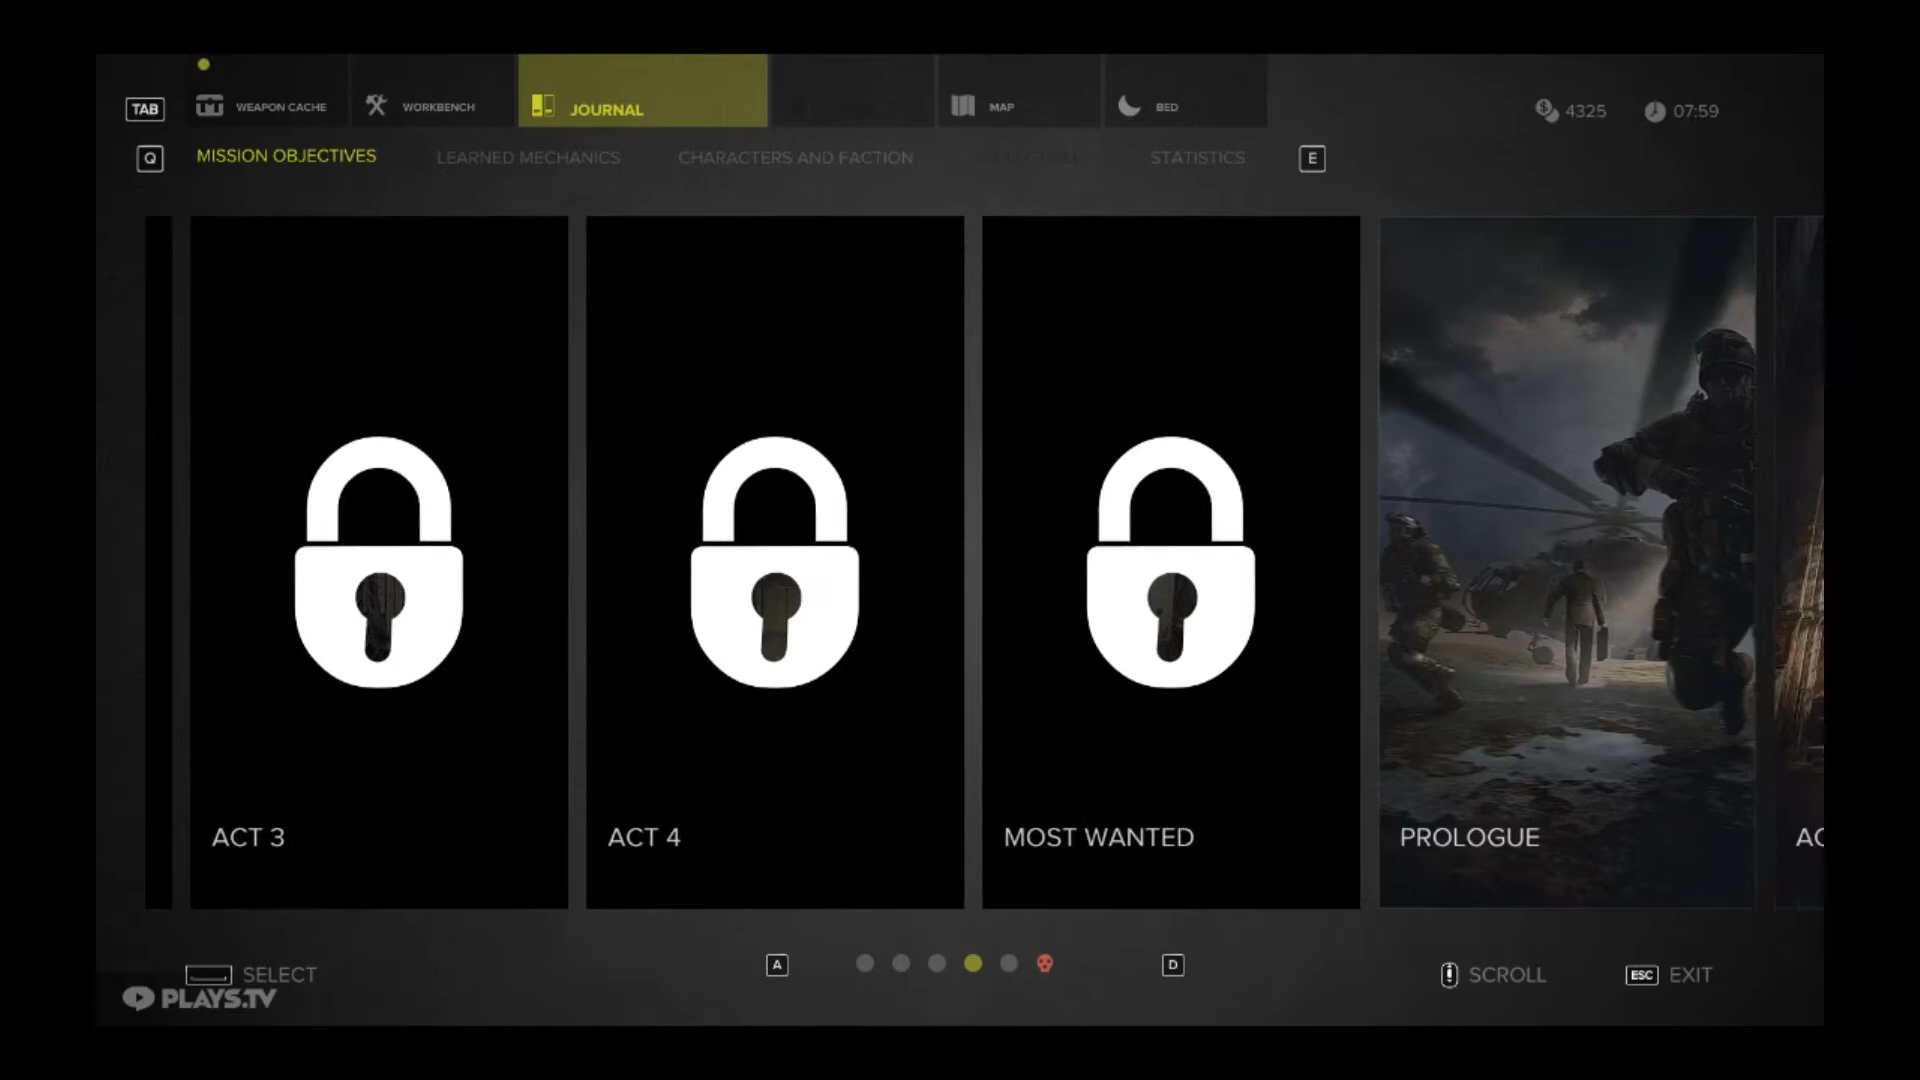 TAB WEAPON CACHE WORKBENCH JOURNAL MAP BED 4325 07:59
Q MISSION OBJECTIVES LEARNED MECHANICS CHARACTERS AND FACTION STATISTICS E
ACT 3 ACT 4 MOST WANTED PROLOGUE AC
SELECT A D SCROLL ESC EXIT
PLAYS.TV